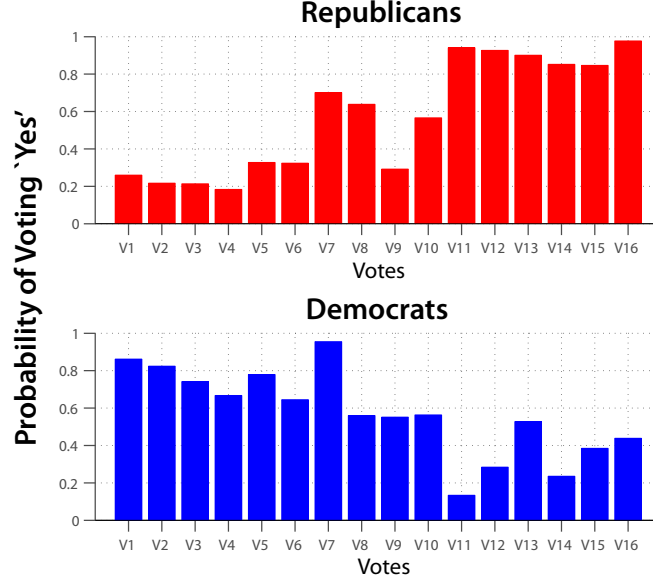 Republicans
1
0.8
0.6
0.4
0.2
0
V1 V2 V3 V4 V5 V6 V7 V8 V9 V10 V11 V12 V13 V14 V15 V16
Votes
Probability of Voting `Yes'
Democrats
1
0.8
0.6
0.4
0.2
0
V1 V2 V3 V4 V5 V6 V7 V8 V9 V10 V11 V12 V13 V14 V15 V16
Votes